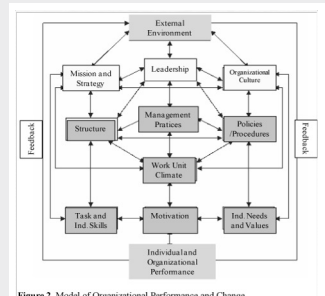 External
Environment
Leadership
Mission and
Strategy
Organizational
Culture
Management
Pratices
Structure
Policies
/Procedures
Feedback
Feedback
Work Unit
Climate
Task and
Ind. Skills
Motivation
Ind. Needs
and Values
Individual and
Organizational
Performance
Figure 2. Model of Organizational Performance and Change